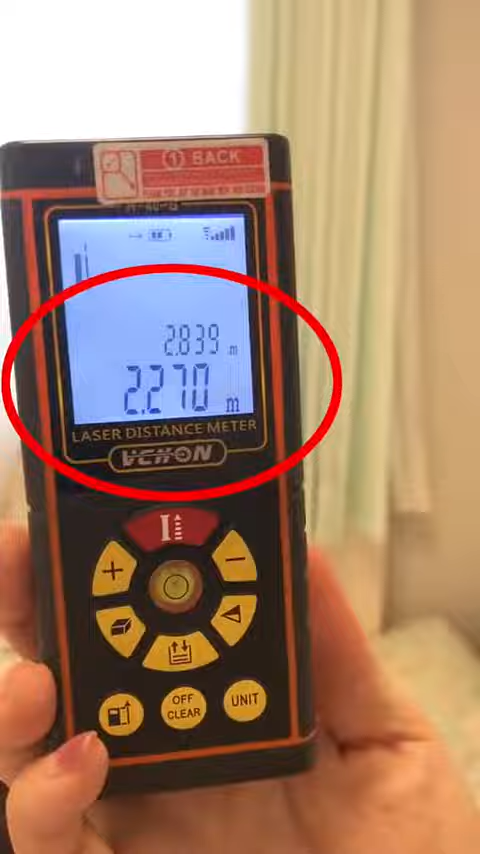 ① BACK
2.839 m
2.270 m
LASER DISTANCE METER
VCHON
+
−
OFF
CLEAR
UNIT